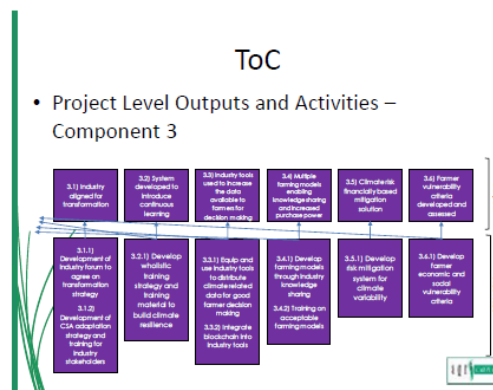 ToC
• Project Level Outputs and Activities –
Component 3
3.1) Industry
aligned for
transformation
3.2) System
developed to
introduce
continuous
learning
3.3) Industry tools
used to increase
the data
available to
farmers for
decision making
3.4) Multiple
farming models
enabling
knowledge sharing
and increased
purchase power
3.5) Climate risk
financially based
mitigation
solution
3.6) Farmer
vulnerability
criteria
developed and
assessed
3.1.1)
Development of
Industry forum to
agree on
transformation
strategy
3.1.2)
Development of
CSA adaptation
strategy and
training for
Industry
stakeholders
3.2.1) Develop
wholistic
training
strategy and
training
material to
build climate
resilience
3.3.1) Equip and
use industry tools
to distribute
climate related
data for good
farmer decision
making
3.3.2) Integrate
blockchain into
Industry tools
3.4.1) Develop
farming models
through Industry
knowledge
sharing
3.4.2) Training on
acceptable
farming models
3.5.1) Develop
risk mitigation
system for
climate
variability
3.6.1) Develop
farmer
economic and
social
vulnerability
criteria